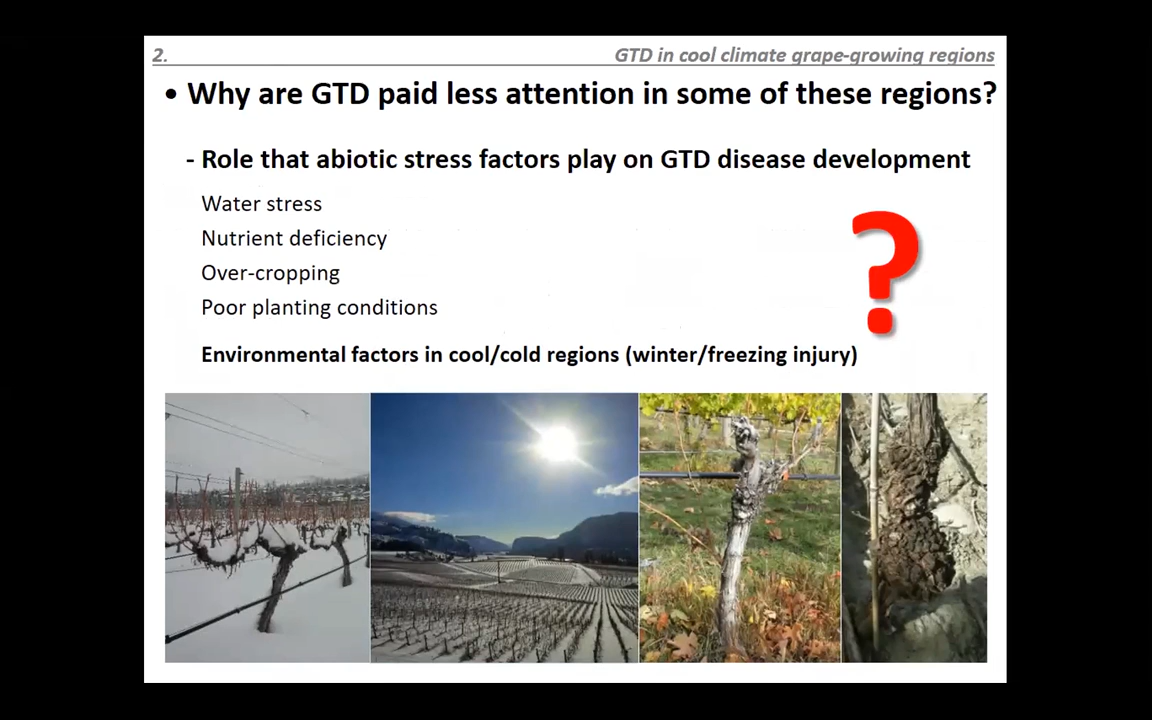 2.
GTD in cool climate grape-growing regions
• Why are GTD paid less attention in some of these regions?
- Role that abiotic stress factors play on GTD disease development
Water stress
Nutrient deficiency
Over-cropping
Poor planting conditions
Environmental factors in cool/cold regions (winter/freezing injury)
?